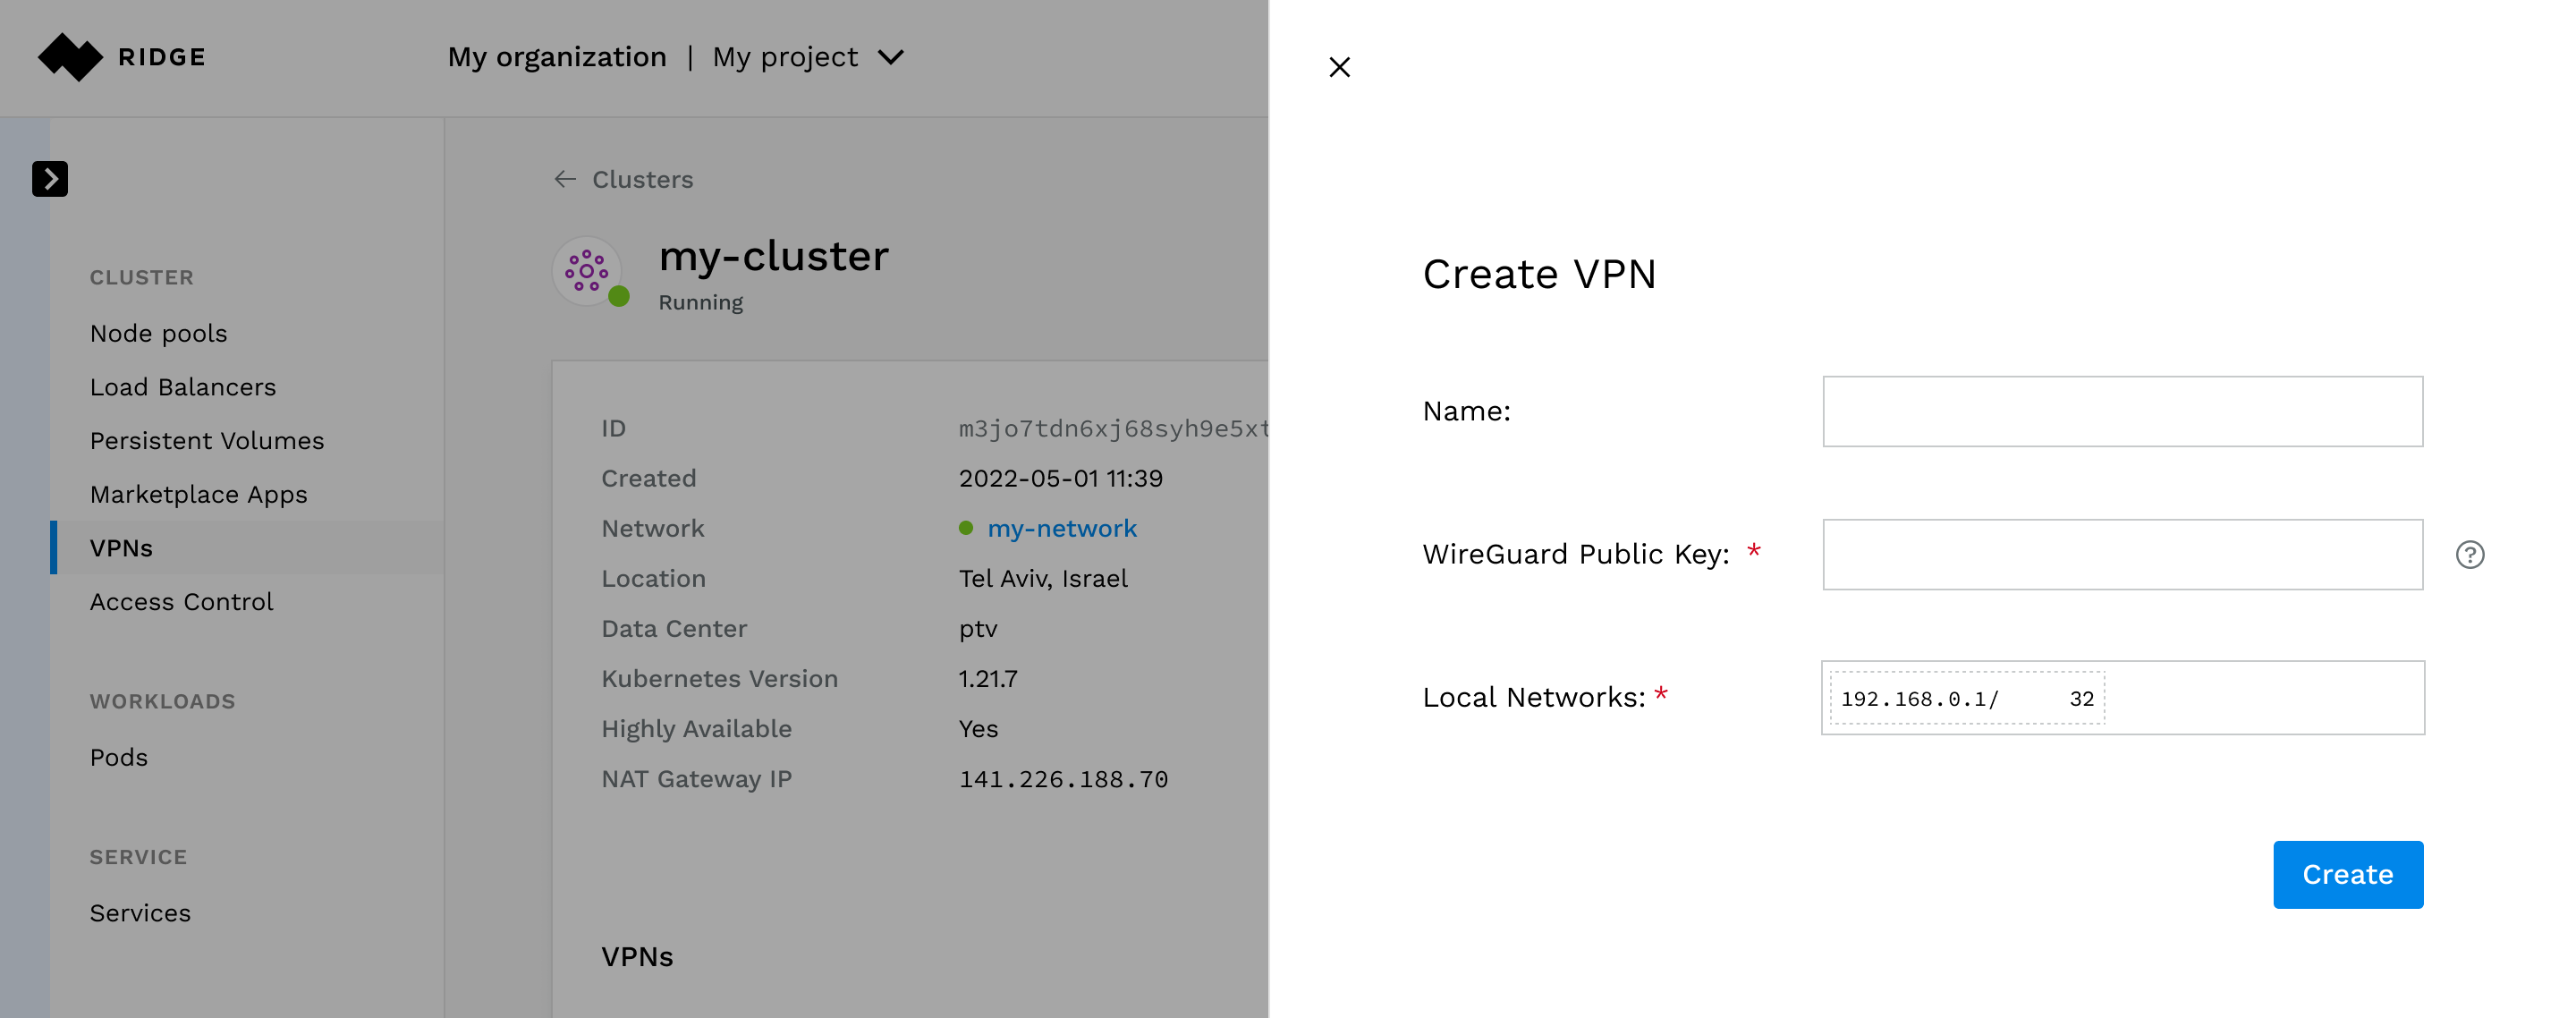 RIDGE
My organization | My project
CLUSTER
Node pools
Load Balancers
Persistent Volumes
Marketplace Apps
VPNs
Access Control
WORKLOADS
Pods
SERVICE
Services
← Clusters
my-cluster
Running
ID m3jo7tdn6xj68syh9e5xt
Created 2022-05-01 11:39
Network my-network
Location Tel Aviv, Israel
Data Center ptv
Kubernetes Version 1.21.7
Highly Available Yes
NAT Gateway IP 141.226.188.70
VPNs
Create VPN
Name:
WireGuard Public Key: *
Local Networks: * 192.168.0.1/ 32
Create